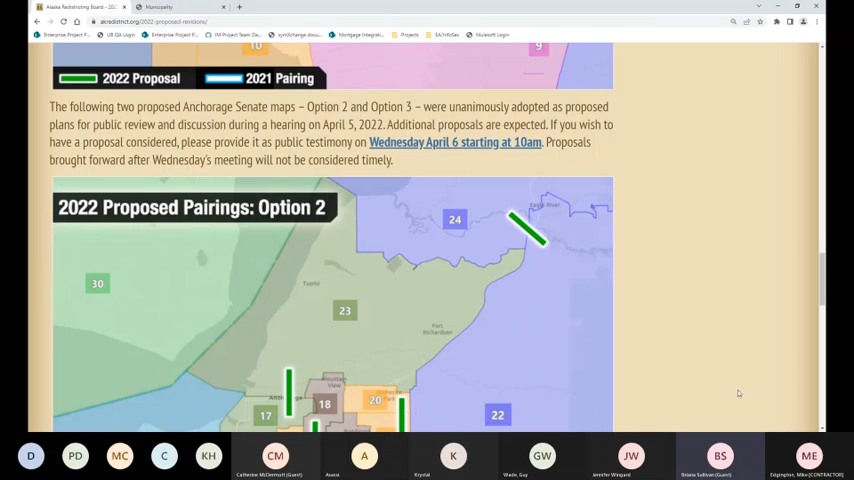 Alaska Redistricting Board - 20
Municipality
akredistrict.org/2022-proposed-revisions/
Enterprise Project P...
UB QA Login
Enterprise Project P...
IM Project Team Da...
symXchange docu...
Mortgage Integrati...
Projects
SA/InfoSec
Mulesoft Login
10
9
2022 Proposal
2021 Pairing
The following two proposed Anchorage Senate maps – Option 2 and Option 3 – were unanimously adopted as proposed
plans for public review and discussion during a hearing on April 5, 2022. Additional proposals are expected. If you wish to
have a proposal considered, please provide it as public testimony on Wednesday April 6 starting at 10am. Proposals
brought forward after Wednesday's meeting will not be considered timely.
2022 Proposed Pairings: Option 2
Eagle River
24
30
23
Fort
Richardson
Mountain
View
20
18
17
22
D
PD
MC
C
KH
CM
A
K
GW
JW
BS
ME
Catherine McDermott (Guest)
Krystal
Wade, Guy
Jennifer Wingard
Briana Sullivan (Guest)
Edgington, Mike [CONTRACTOR]